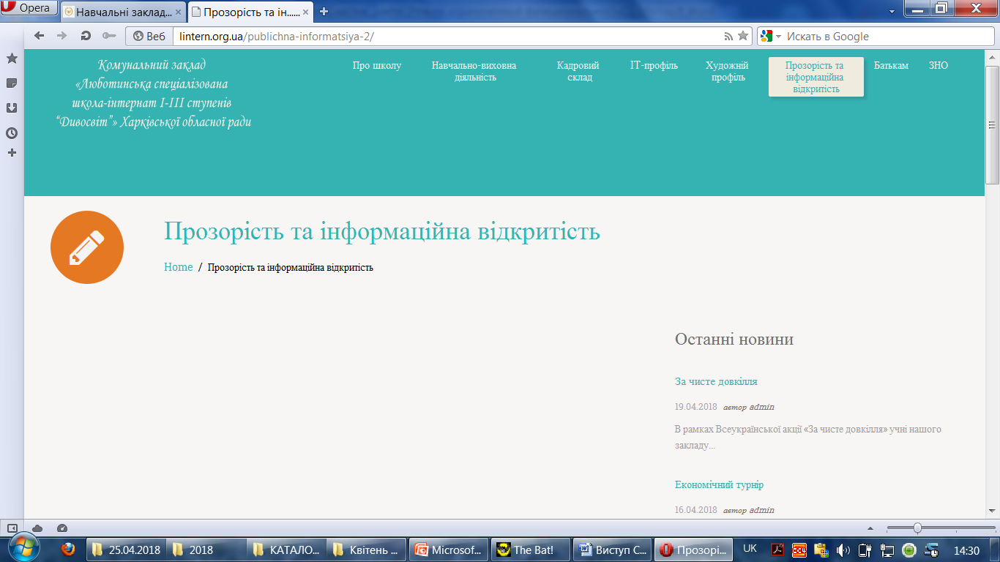 Opera
Навчальні заклад...
Прозорість та ін......
Веб
lintern.org.ua/publichna-informatsiya-2/
Искать в Google
Комунальний заклад
«Люботинська спеціалізована
школа-інтернат І-ІІІ ступенів
“Дивосвіт”» Харківської обласної ради
Про школу
Навчально-виховна
діяльність
Кадровий
склад
ІТ-профіль
Художній
профіль
Прозорість та
інформаційна
відкритість
Батькам
ЗНО
Прозорість та інформаційна відкритість
Home / Прозорість та інформаційна відкритість
Останні новини
За чисте довкілля
19.04.2018 автор admin
В рамках Всеукраїнської акції «За чисте довкілля» учні нашого
закладу...
Економічний турнір
16.04.2018 автор admin
25.04.2018
2018
КАТАЛО...
Квітень ...
Microsof...
The Bat!
Виступ С...
Прозорі...
UK
14:30